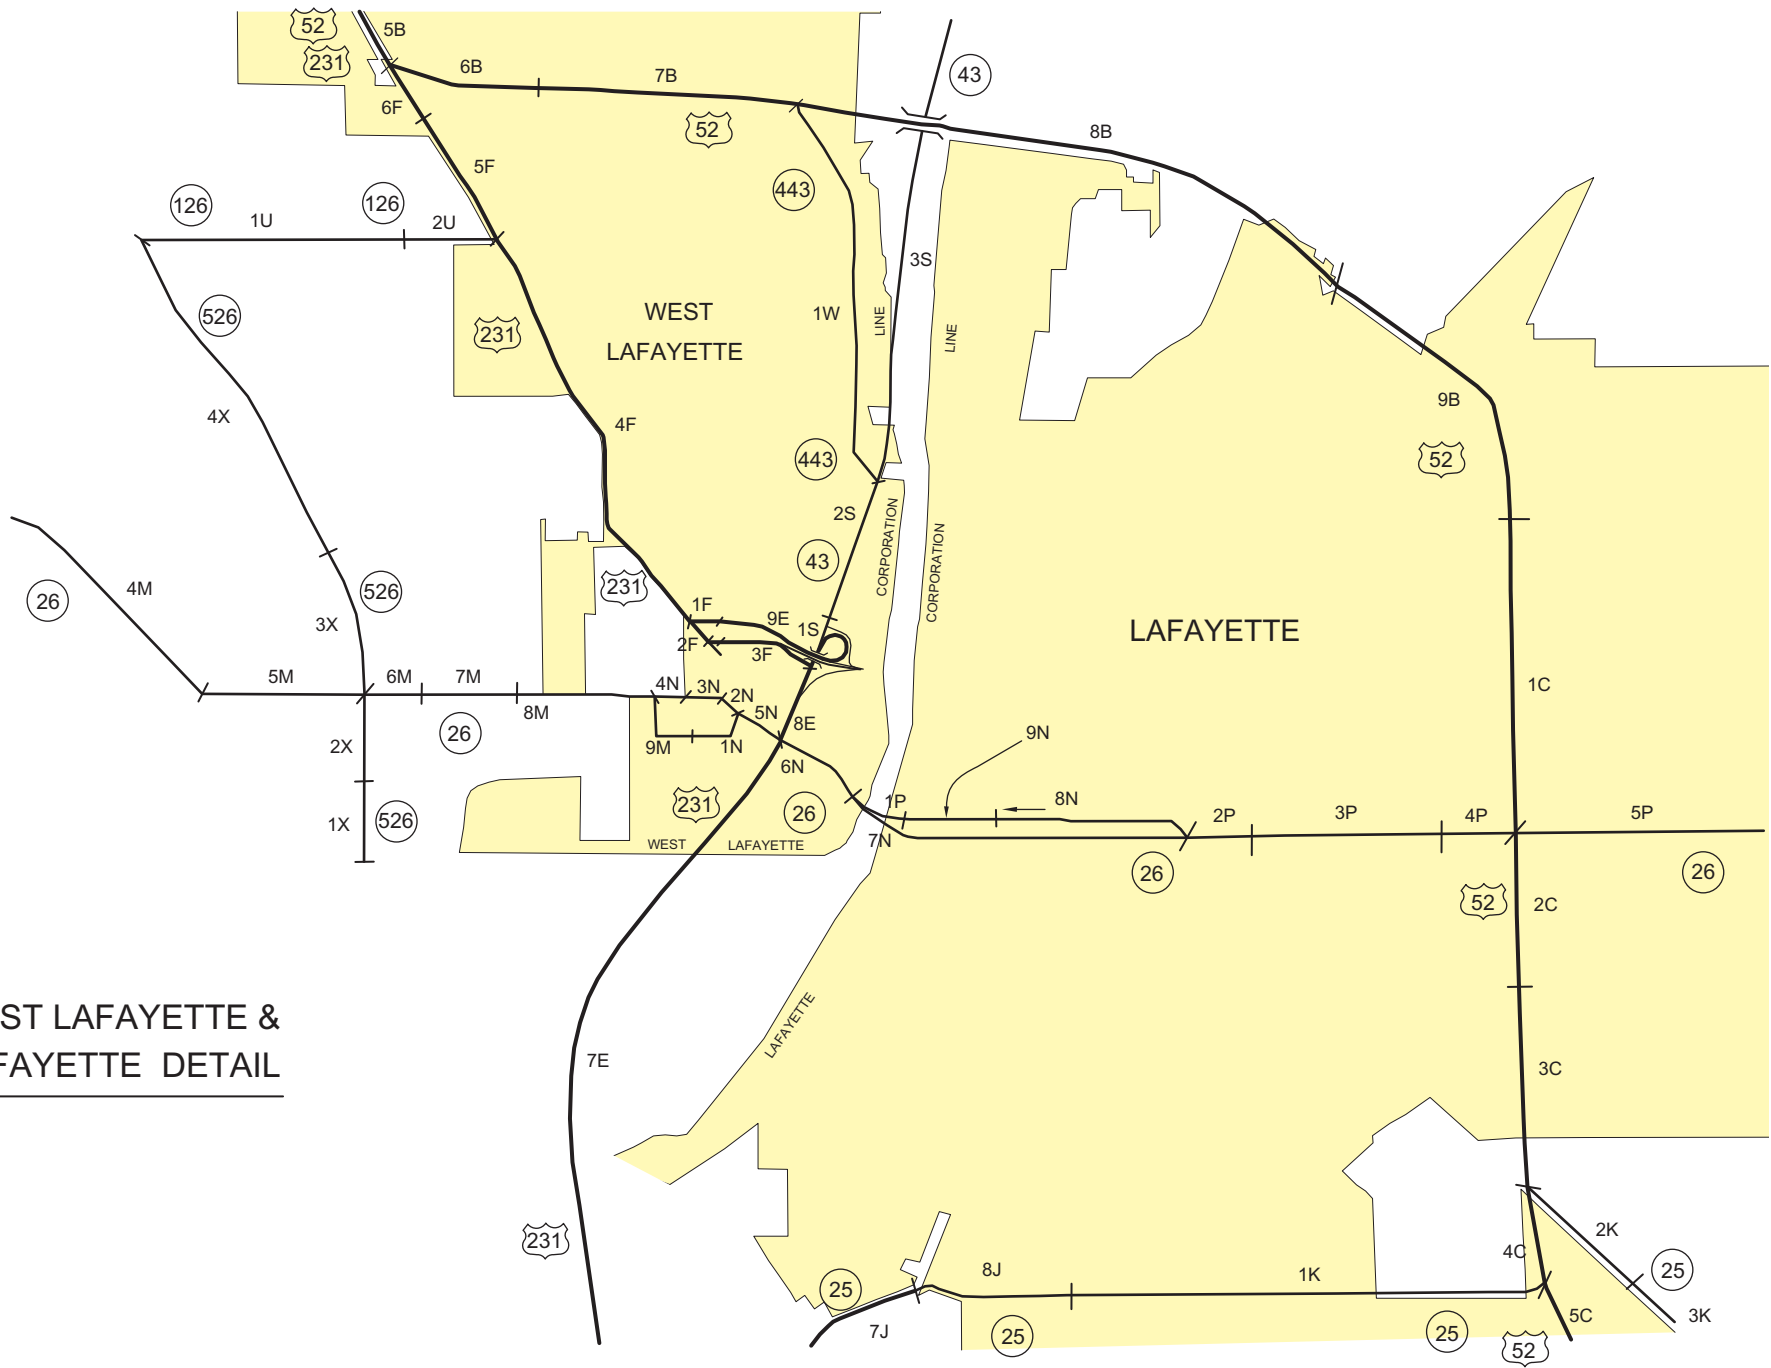 52
5B
231
6B
7B
43
6F
52
8B
5F
443
126
126
1U
2U
3S
526
231
WEST
LAFAYETTE
1W
LINE
LINE
4X
4F
9B
52
443
2S
CORPORATION
CORPORATION
43
26
4M
526
231
3X
1F
9E
1S
LAFAYETTE
2F
3F
5M
6M
7M
4N
3N
2N
1C
8M
5N
8E
26
2X
9M
1N
6N
9N
231
26
1P
8N
2P
3P
4P
5P
1X
526
WEST
LAFAYETTE
7N
26
26
52
2C
ST LAFAYETTE &
FAYETTE DETAIL
LAFAYETTE
7E
3C
231
2K
4C
25
8J
1K
25
7J
25
25
5C
3K
52